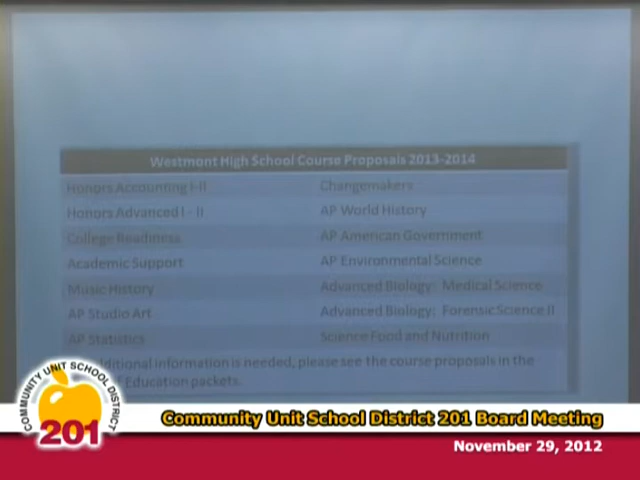 Westmont High School Course Proposals 2013-2014
Honors Accounting I-II Changemakers
Honors Advanced I - II AP World History
College Readiness AP American Government
Academic Support AP Environmental Science
Music History Advanced Biology: Medical Science
AP Studio Art Advanced Biology: Forensic Science II
AP Statistics Science Food and Nutrition
information is needed, please see the course proposals in the
Education packets.
COMMUNITY UNIT SCHOOL DISTRICT
201
Community Unit School District 201 Board Meeting
November 29, 2012